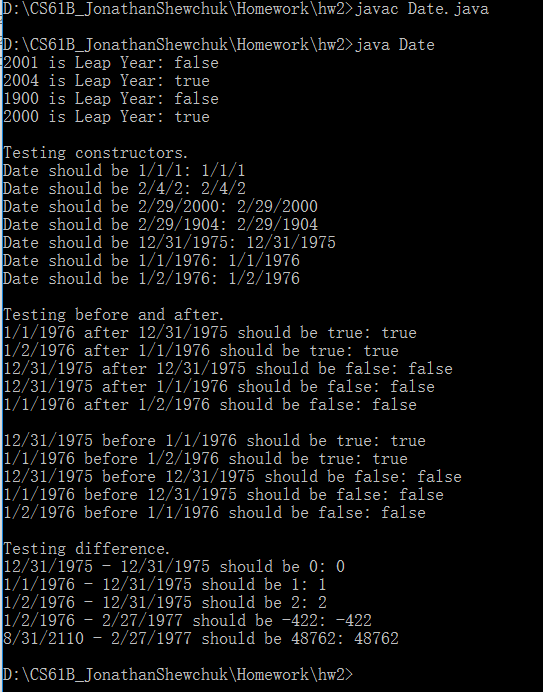 D:\CS61B_JonathanShewchuk\Homework\hw2>javac Date.java
D:\CS61B_JonathanShewchuk\Homework\hw2>java Date
2001 is Leap Year: false
2004 is Leap Year: true
1900 is Leap Year: false
2000 is Leap Year: true
Testing constructors.
Date should be 1/1/1: 1/1/1
Date should be 2/4/2: 2/4/2
Date should be 2/29/2000: 2/29/2000
Date should be 2/29/1904: 2/29/1904
Date should be 12/31/1975: 12/31/1975
Date should be 1/1/1976: 1/1/1976
Date should be 1/2/1976: 1/2/1976
Testing before and after.
1/1/1976 after 12/31/1975 should be true: true
1/2/1976 after 1/1/1976 should be true: true
12/31/1975 after 12/31/1975 should be false: false
12/31/1975 after 1/1/1976 should be false: false
1/1/1976 after 1/2/1976 should be false: false
12/31/1975 before 1/1/1976 should be true: true
1/1/1976 before 1/2/1976 should be true: true
12/31/1975 before 12/31/1975 should be false: false
1/1/1976 before 12/31/1975 should be false: false
1/2/1976 before 1/1/1976 should be false: false
Testing difference.
12/31/1975 - 12/31/1975 should be 0: 0
1/1/1976 - 12/31/1975 should be 1: 1
1/2/1976 - 12/31/1975 should be 2: 2
1/2/1976 - 2/27/1977 should be -422: -422
8/31/2110 - 2/27/1977 should be 48762: 48762
D:\CS61B_JonathanShewchuk\Homework\hw2>